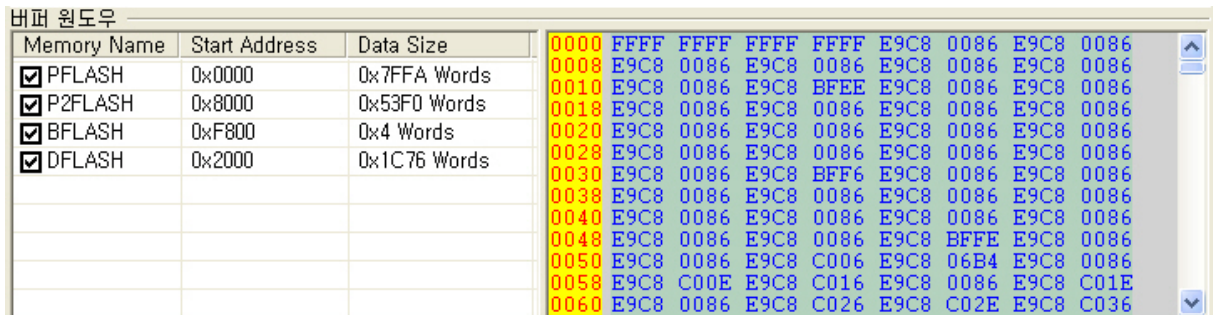 버퍼 윈도우
Memory Name Start Address Data Size
PFLASH 0x0000 0x7FFA Words
P2FLASH 0x8000 0x53F0 Words
BFLASH 0xF800 0x4 Words
DFLASH 0x2000 0x1C76 Words
0000 FFFF FFFF FFFF FFFF E9C8 0086 E9C8 0086
0008 E9C8 0086 E9C8 0086 E9C8 0086 E9C8 0086
0010 E9C8 0086 E9C8 BFEE E9C8 0086 E9C8 0086
0018 E9C8 0086 E9C8 0086 E9C8 0086 E9C8 0086
0020 E9C8 0086 E9C8 0086 E9C8 0086 E9C8 0086
0028 E9C8 0086 E9C8 0086 E9C8 0086 E9C8 0086
0030 E9C8 0086 E9C8 BFF6 E9C8 0086 E9C8 0086
0038 E9C8 0086 E9C8 0086 E9C8 0086 E9C8 0086
0040 E9C8 0086 E9C8 0086 E9C8 0086 E9C8 0086
0048 E9C8 0086 E9C8 0086 E9C8 BFFE E9C8 0086
0050 E9C8 0086 E9C8 C006 E9C8 06B4 E9C8 0086
0058 E9C8 C00E E9C8 C016 E9C8 0086 E9C8 C01E
0060 E9C8 0086 E9C8 C026 E9C8 C02E E9C8 C036